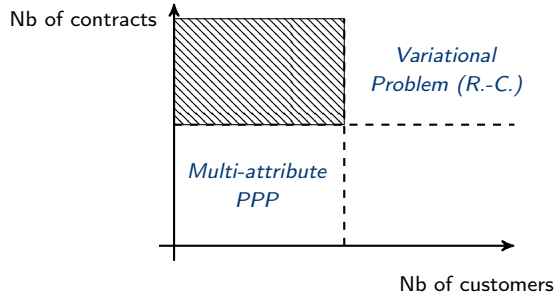 Nb of contracts
Variational
Problem (R.-C.)
Multi-attribute
PPP
Nb of customers